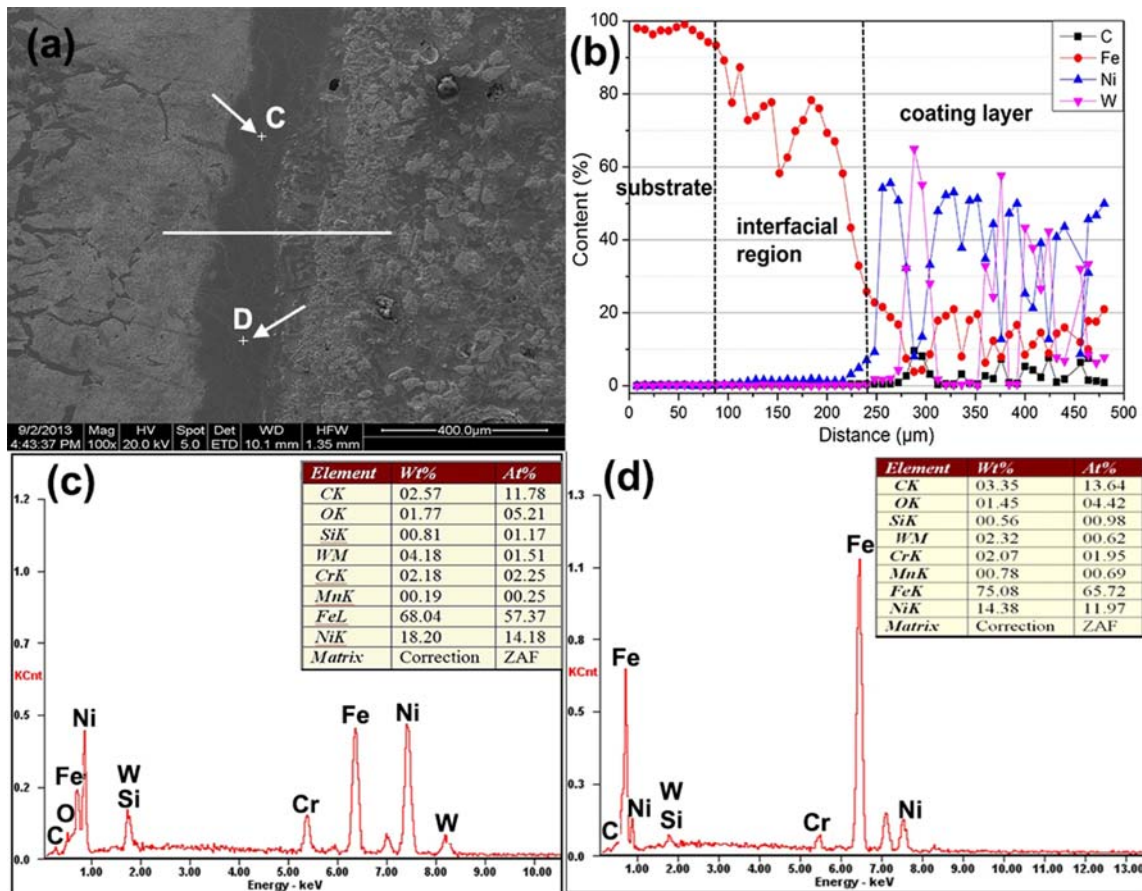 (a)
C
D
9/2/2013 Mag HV Spot Det WD HFW
4:43:37 PM 100x 20.0 kV 5.0 ETD 10.1 mm 1.35 mm
400.0µm
(b)
100
80
60
40
20
0
Content (%)
C
Fe
Ni
W
substrate
interfacial
region
coating layer
0 50 100 150 200 250 300 350 400 450 500
Distance (µm)
(c)
Element Wt% At%
CK 02.57 11.78
OK 01.77 05.21
SiK 00.81 01.17
WM 04.18 01.51
CrK 02.18 02.25
MnK 00.19 00.25
FeL 68.04 57.37
NiK 18.20 14.18
Matrix Correction ZAF
1.2
1.0
0.7
KCnt
0.5
0.2
0.0
C
O
Fe
Ni
W
Si
Cr
Fe
Ni
W
1.00 2.00 3.00 4.00 5.00 6.00 7.00 8.00 9.00 10.00
Energy - keV
(d)
Element Wt% At%
CK 03.35 13.64
OK 01.45 04.42
SiK 00.56 00.98
WM 02.32 00.62
CrK 02.07 01.95
MnK 00.78 00.69
FeK 75.08 65.72
NiK 14.38 11.97
Matrix Correction ZAF
1.3
1.1
0.8
KCnt
0.5
0.3
0.0
C
Fe
Ni
W
Si
Cr
Fe
Ni
1.00 2.00 3.00 4.00 5.00 6.00 7.00 8.00 9.00 10.00 11.00 12.00 13.0
Energy - keV